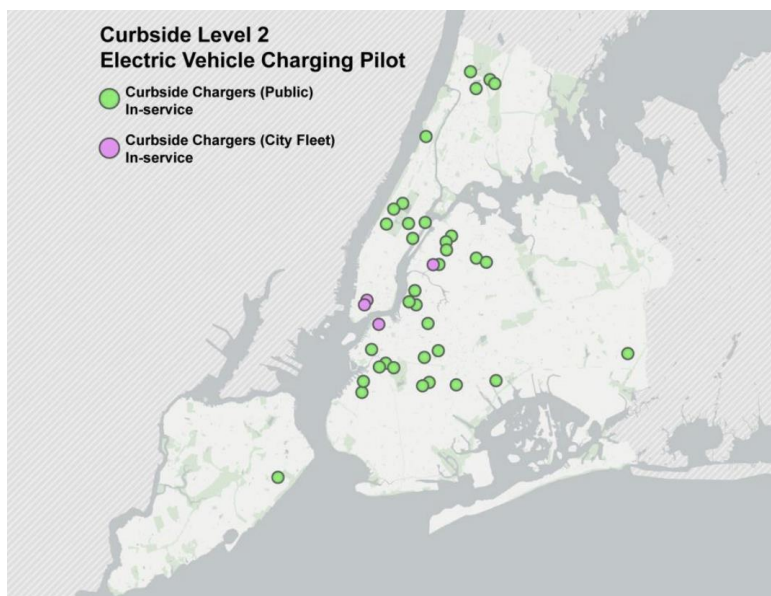 Curbside Level 2
Electric Vehicle Charging Pilot
Curbside Chargers (Public)
In-service
Curbside Chargers (City Fleet)
In-service